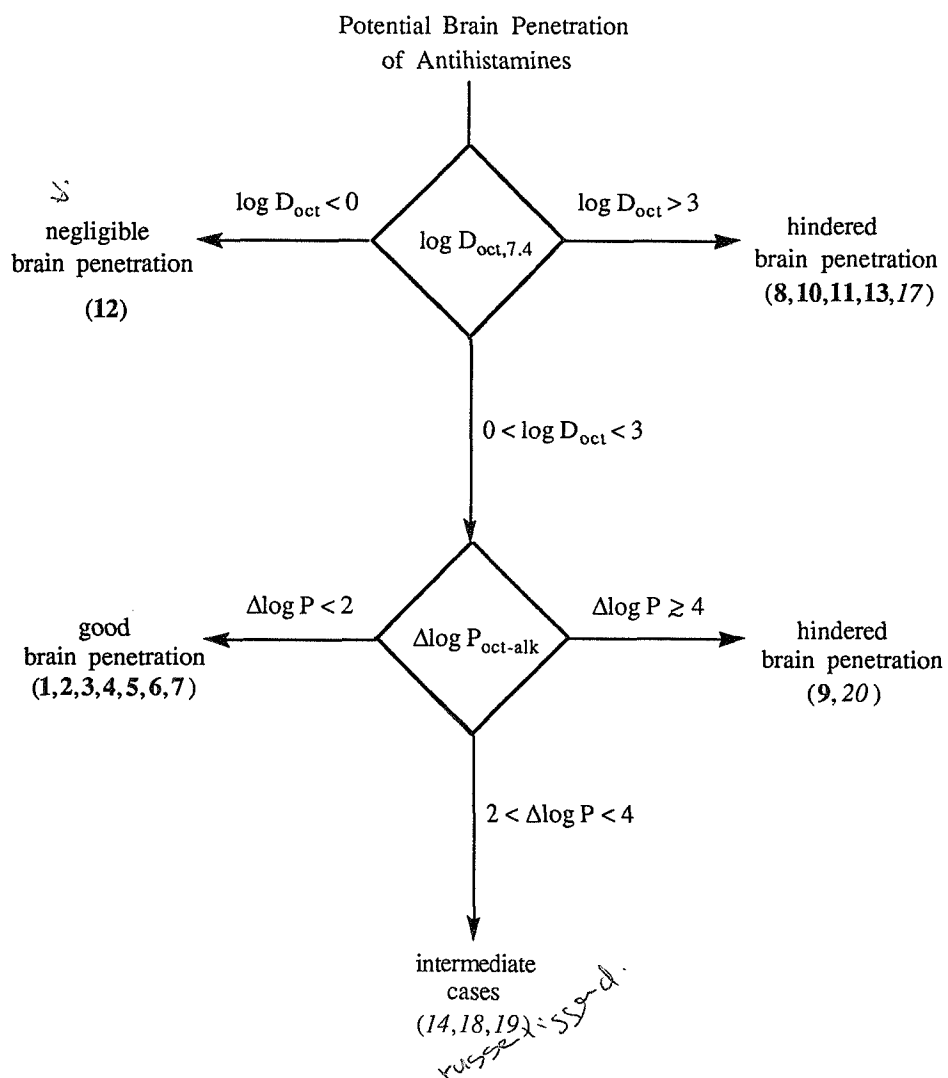 Potential Brain Penetration
of Antihistamines
log D_oct < 0
log D_oct > 3
log D_oct,7.4
negligible
brain penetration
(12)
hindered
brain penetration
(8,10,11,13,17)
0 < log D_oct < 3
Δlog P < 2
Δlog P ≳ 4
Δlog P_oct-alk
good
brain penetration
(1,2,3,4,5,6,7)
hindered
brain penetration
(9,20)
2 < Δlog P < 4
intermediate
cases
(14,18,19)